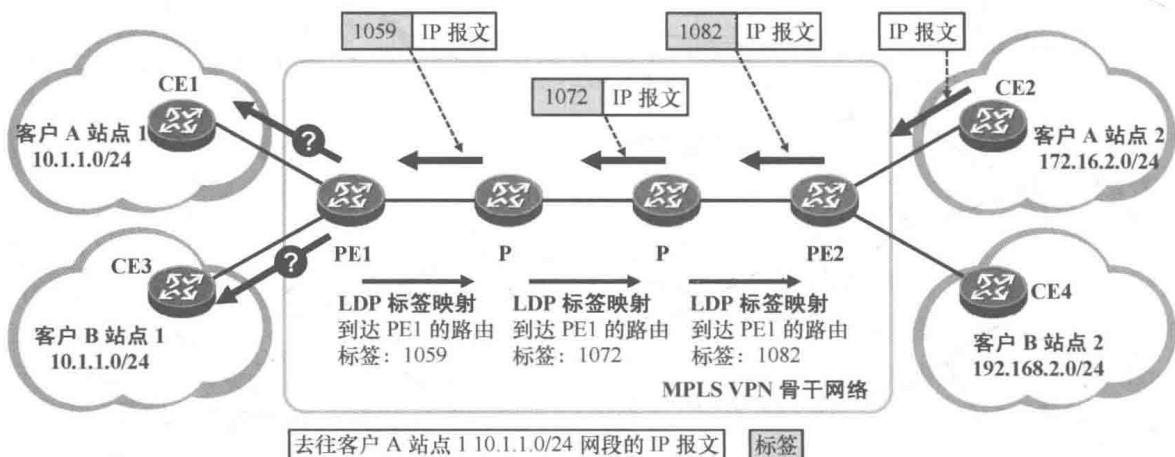 1059 IP 报文
1082 IP 报文
IP 报文
CE1
1072 IP 报文
CE2
客户 A 站点 1
10.1.1.0/24
?
客户 A 站点 2
172.16.2.0/24
CE3
?
PE1
P
P
PE2
CE4
客户 B 站点 1
10.1.1.0/24
LDP 标签映射
到达 PE1 的路由
标签：1059
LDP 标签映射
到达 PE1 的路由
标签：1072
LDP 标签映射
到达 PE1 的路由
标签：1082
客户 B 站点 2
192.168.2.0/24
MPLS VPN 骨干网络
去往客户 A 站点 1 10.1.1.0/24 网段的 IP 报文
标签